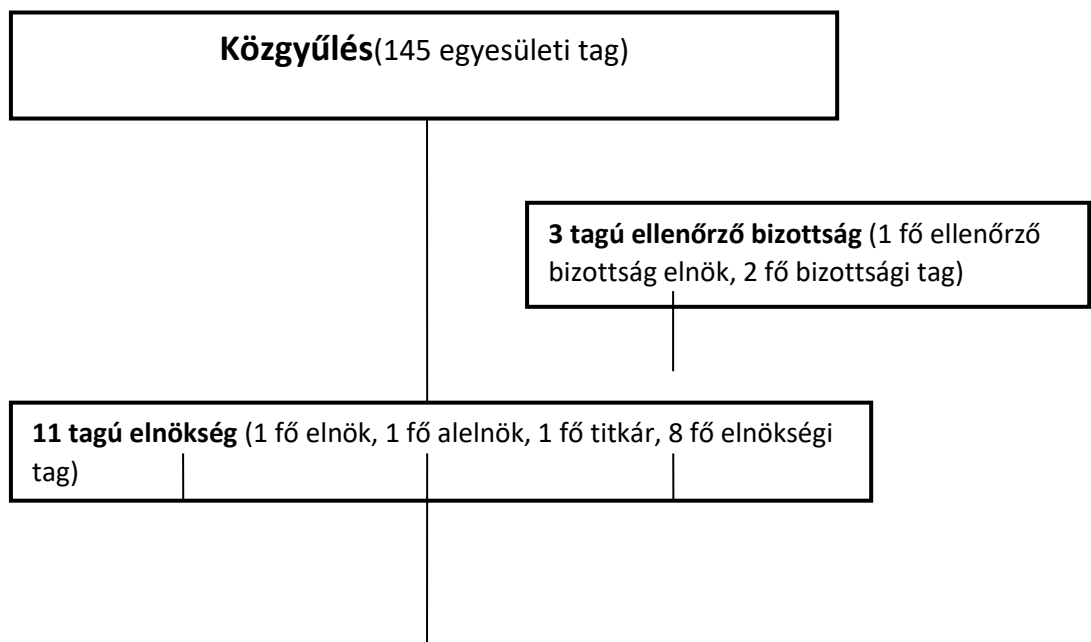 Közgyűlés(145 egyesületi tag)
3 tagú ellenőrző bizottság (1 fő ellenőrző
bizottság elnök, 2 fő bizottsági tag)
11 tagú elnökség (1 fő elnök, 1 fő alelnök, 1 fő titkár, 8 fő elnökségi
tag)